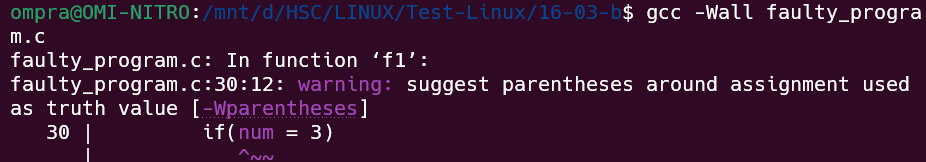 ompra@OMI-NITRO:/mnt/d/HSC/LINUX/Test-Linux/16-03-b$ gcc -Wall faulty_progra
m.c
faulty_program.c: In function ‘f1’:
faulty_program.c:30:12: warning: suggest parentheses around assignment used
as truth value [-Wparentheses]
   30 |         if(num = 3)
      |            ^~~